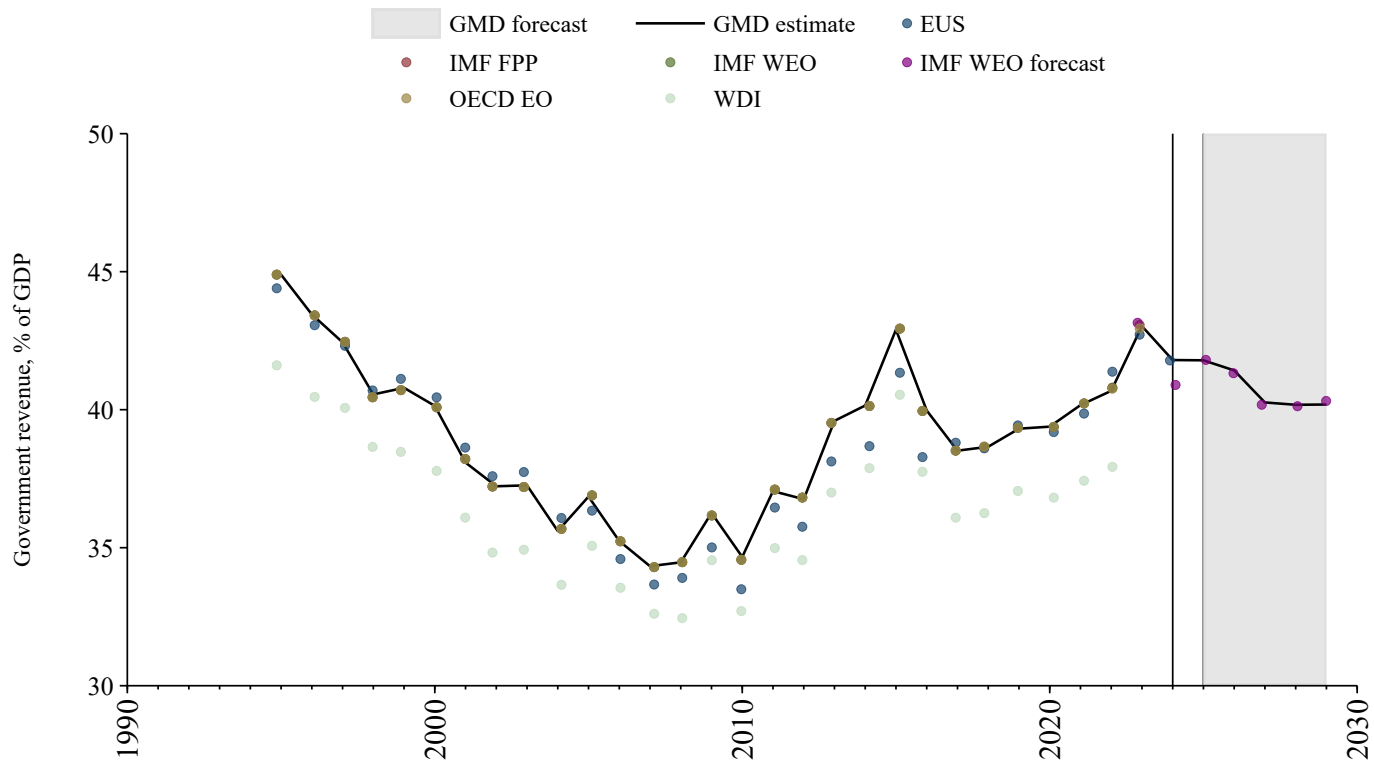 GMD forecast GMD estimate EUS
IMF FPP IMF WEO IMF WEO forecast
OECD EO WDI
Government revenue, % of GDP
50
45
40
35
30
1990 2000 2010 2020 2030